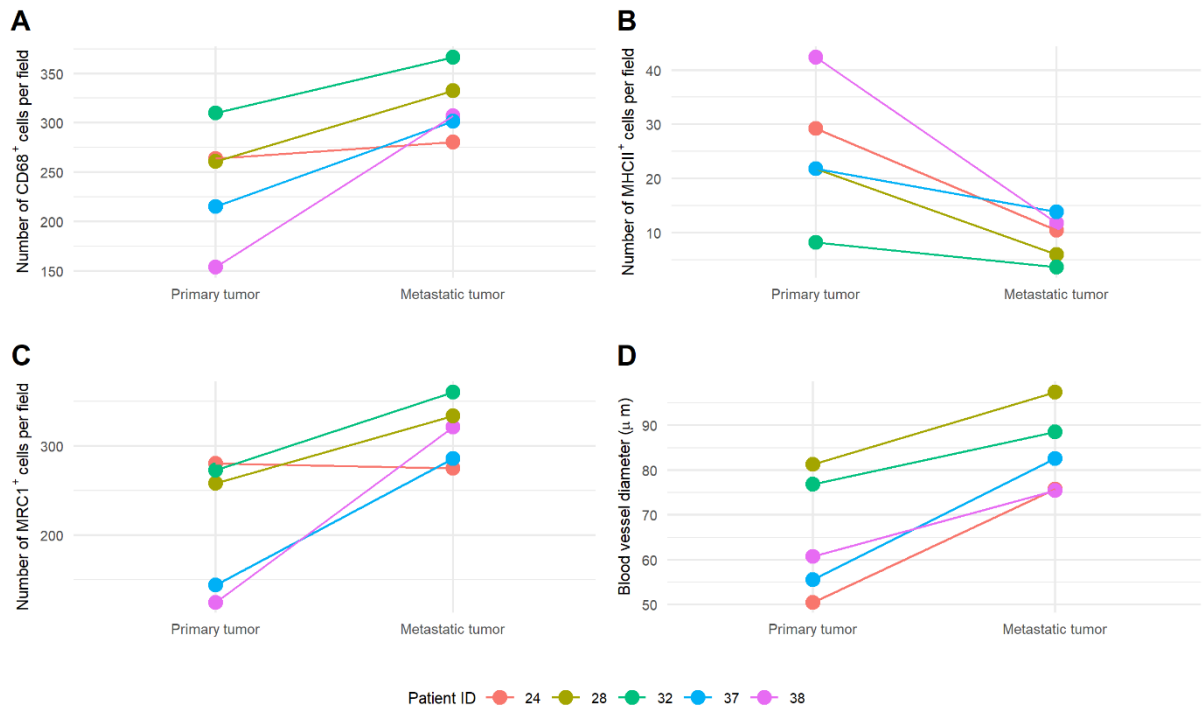 A
Number of CD68⁺ cells per field
350
300
250
200
150
Primary tumor
Metastatic tumor
B
Number of MHCII⁺ cells per field
40
30
20
10
Primary tumor
Metastatic tumor
C
Number of MRC1⁺ cells per field
300
200
Primary tumor
Metastatic tumor
D
Blood vessel diameter (μ m)
90
80
70
60
50
Primary tumor
Metastatic tumor
Patient ID 24 28 32 37 38